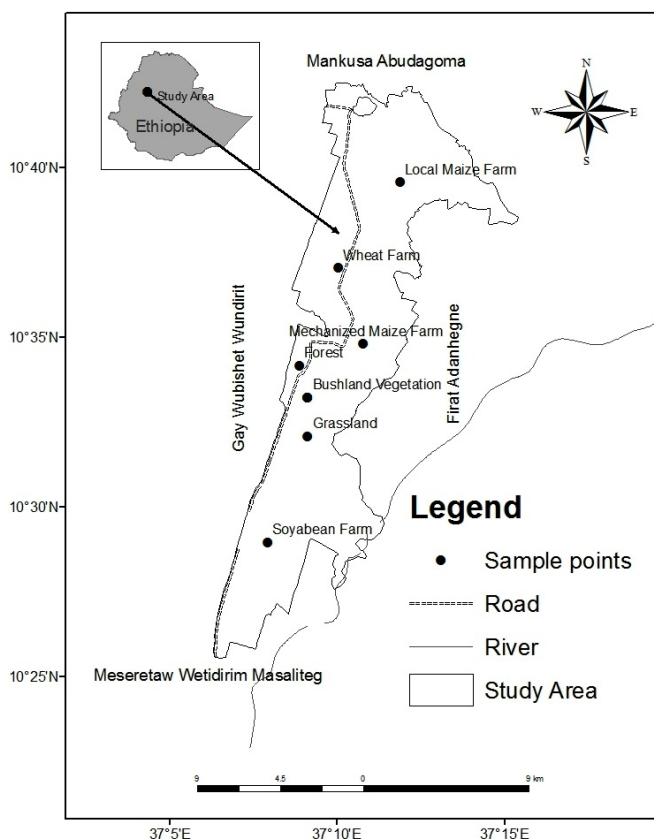 Mankusa Abudagoma
Study Area
Ethiopia
N
W
E
S
10°40'N
Local Maize Farm
Wheat Farm
10°35'N
Mechanized Maize Farm
Forest
Bushland Vegetation
Grassland
Gay Wubishet Wundirit
Firat Adanhegne
10°30'N
Soyabean Farm
Legend
Sample points
Road
River
Study Area
10°25'N
Meseretaw Wetidirim Masaliteg
9 4.5 0 9 km
37°5'E 37°10'E 37°15'E